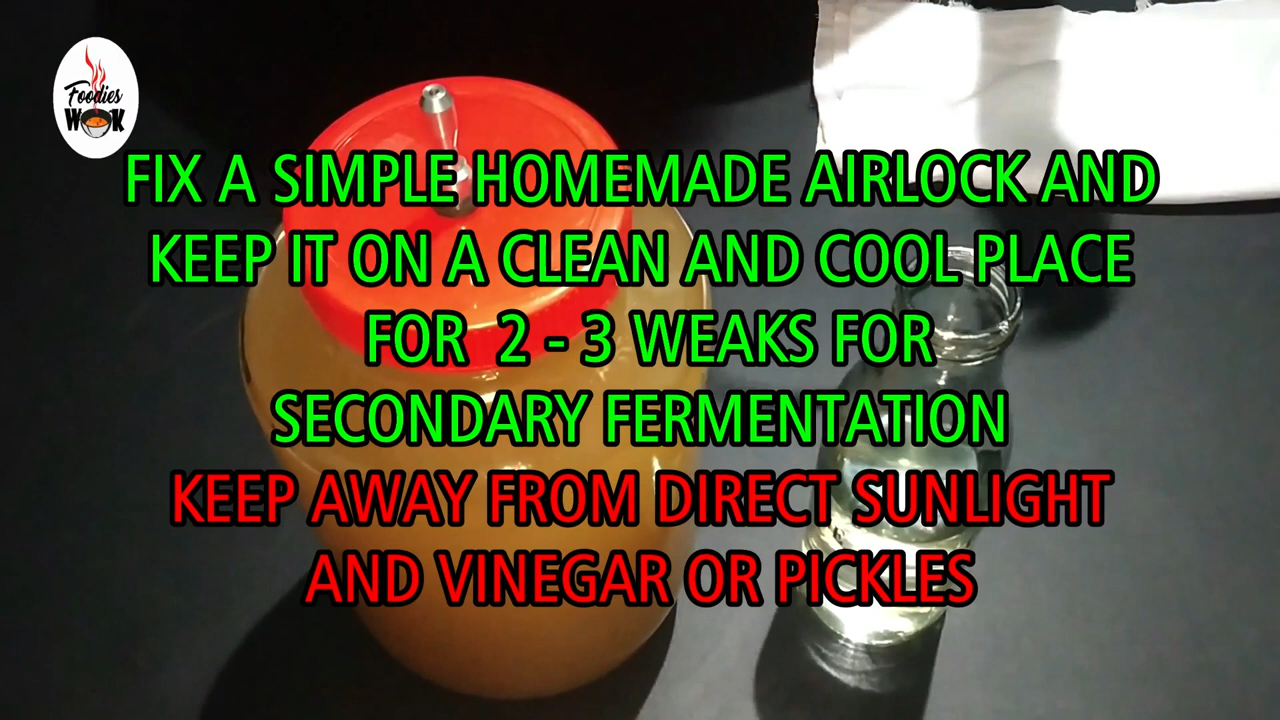 Foodies
WOK
FIX A SIMPLE HOMEMADE AIRLOCK AND
KEEP IT ON A CLEAN AND COOL PLACE
FOR 2 - 3 WEAKS FOR
SECONDARY FERMENTATION
KEEP AWAY FROM DIRECT SUNLIGHT
AND VINEGAR OR PICKLES